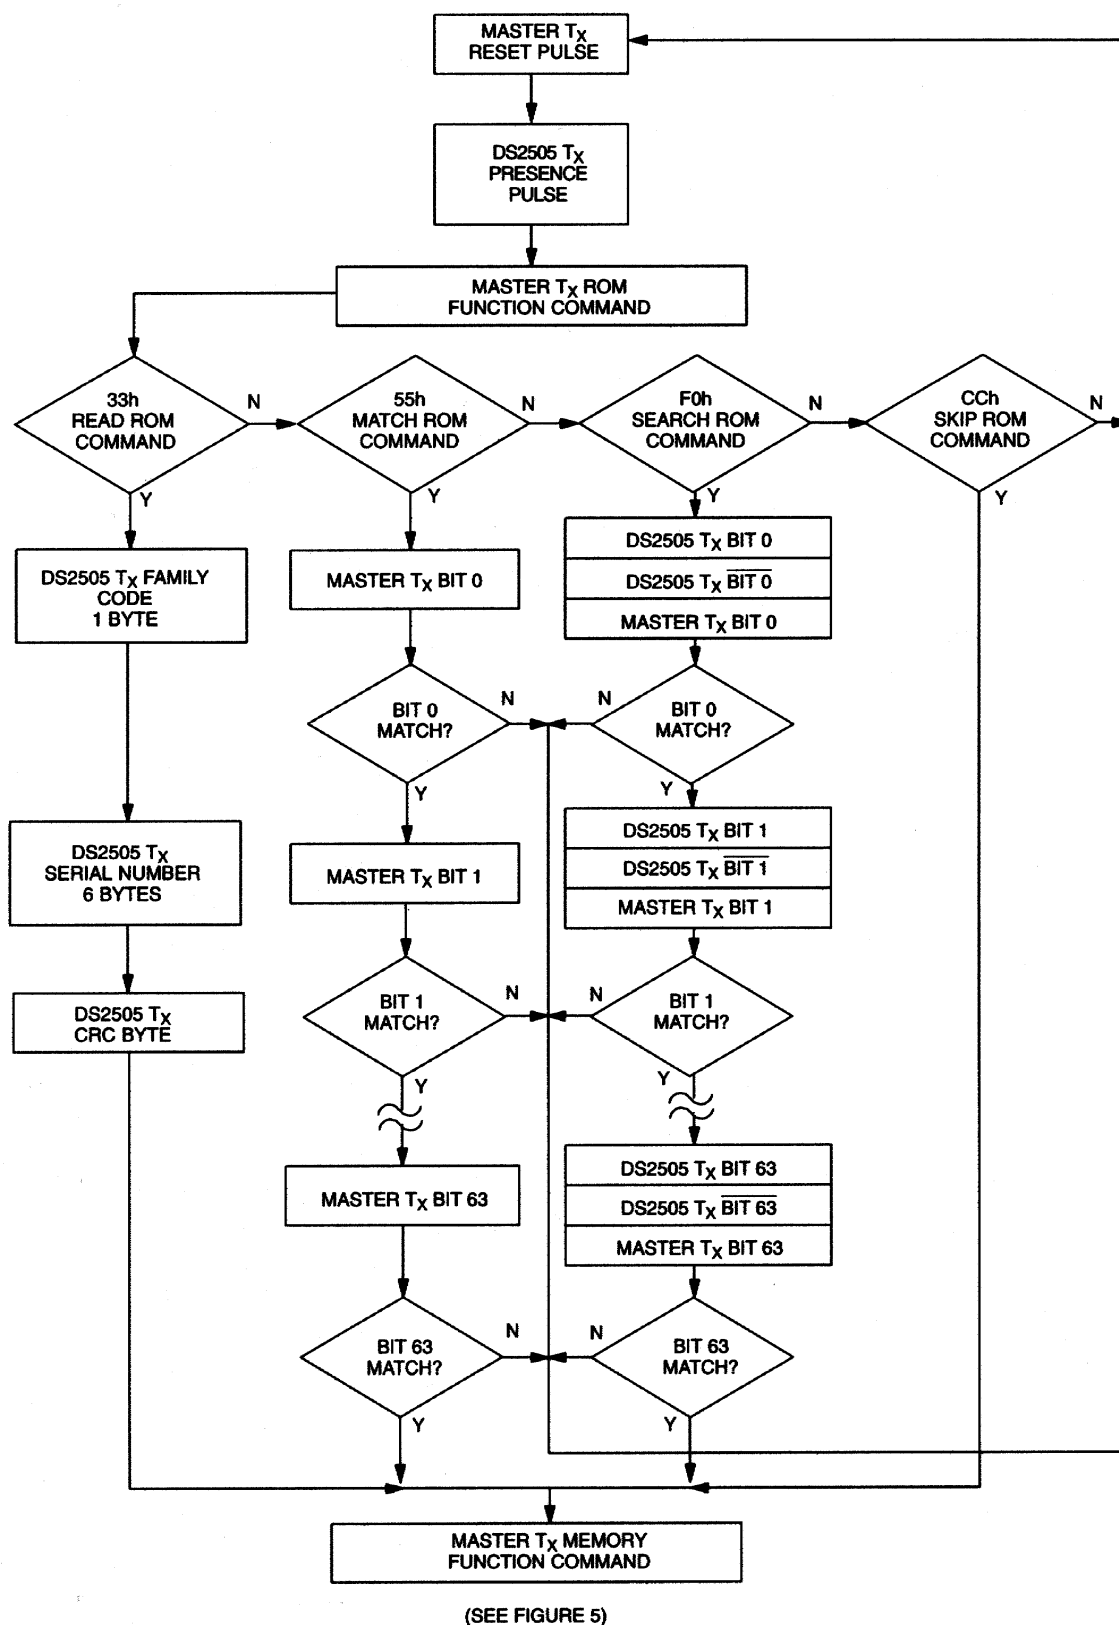 MASTER TX
RESET PULSE
DS2505 TX
PRESENCE
PULSE
MASTER TX ROM
FUNCTION COMMAND
33h
READ ROM
COMMAND
N
55h
MATCH ROM
COMMAND
N
F0h
SEARCH ROM
COMMAND
N
CCh
SKIP ROM
COMMAND
N
Y
Y
Y
Y
DS2505 TX FAMILY
CODE
1 BYTE
MASTER TX BIT 0
DS2505 TX BIT 0
DS2505 TX B̅I̅T̅ ̅0̅
MASTER TX BIT 0
BIT 0
MATCH?
N
N
BIT 0
MATCH?
Y
Y
DS2505 TX
SERIAL NUMBER
6 BYTES
MASTER TX BIT 1
DS2505 TX BIT 1
DS2505 TX B̅I̅T̅ ̅1̅
MASTER TX BIT 1
BIT 1
MATCH?
N
N
BIT 1
MATCH?
DS2505 TX
CRC BYTE
Y
Y
MASTER TX BIT 63
DS2505 TX BIT 63
DS2505 TX B̅I̅T̅ ̅6̅3̅
MASTER TX BIT 63
BIT 63
MATCH?
N
N
BIT 63
MATCH?
Y
Y
MASTER TX MEMORY
FUNCTION COMMAND
(SEE FIGURE 5)